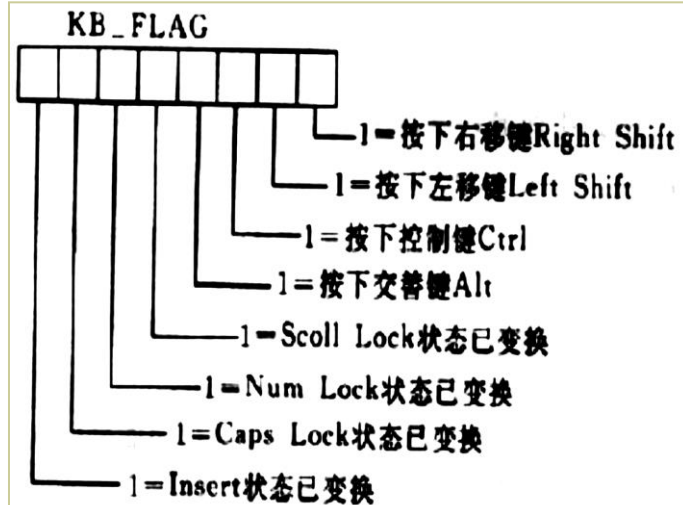 KB_FLAG
1=按下右移键Right Shift
1=按下左移键Left Shift
1=按下控制键Ctrl
1=按下交替键Alt
1=Scoll Lock状态已变换
1=Num Lock状态已变换
1=Caps Lock状态已变换
1=Insert状态已变换